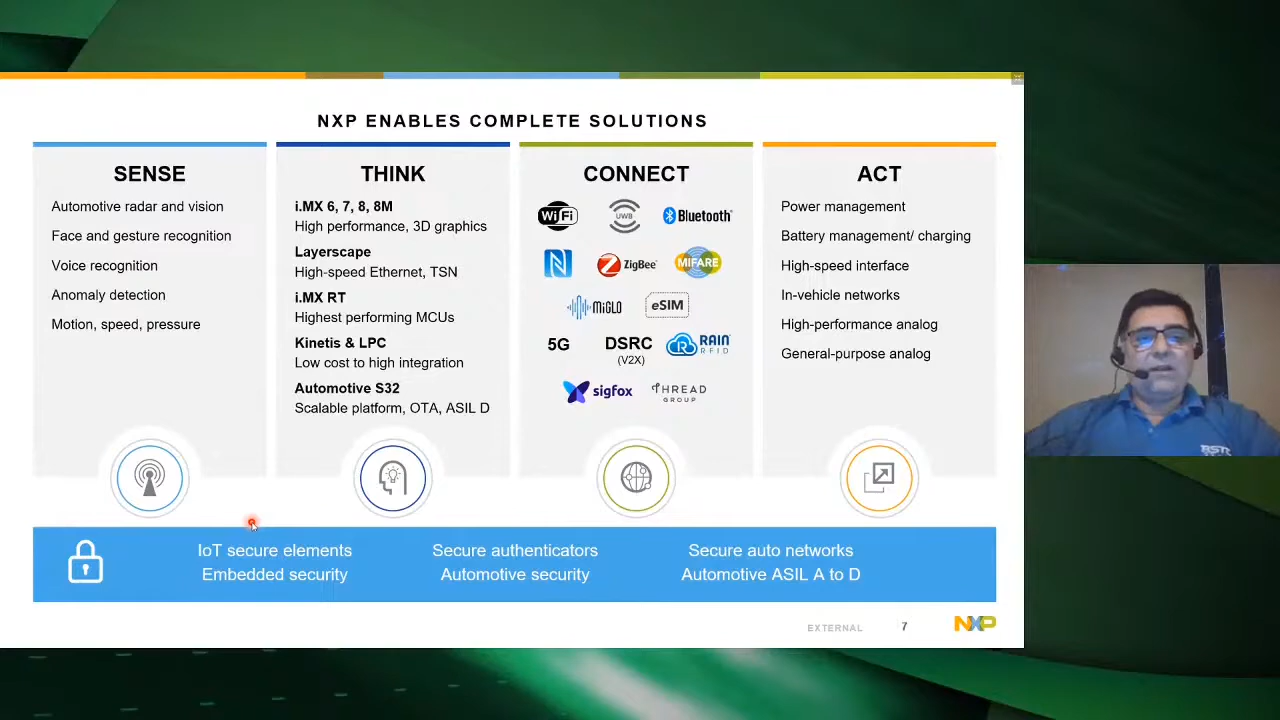 NXP ENABLES COMPLETE SOLUTIONS
SENSE
Automotive radar and vision
Face and gesture recognition
Voice recognition
Anomaly detection
Motion, speed, pressure
THINK
i.MX 6, 7, 8, 8M
High performance, 3D graphics
Layerscape
High-speed Ethernet, TSN
i.MX RT
Highest performing MCUs
Kinetis & LPC
Low cost to high integration
Automotive S32
Scalable platform, OTA, ASIL D
CONNECT
WiFi
UWB
Bluetooth
N
ZigBee
MIFARE
MiGLO
eSIM
5G
DSRC
(V2X)
RAIN
RFID
sigfox
THREAD
GROUP
ACT
Power management
Battery management/ charging
High-speed interface
In-vehicle networks
High-performance analog
General-purpose analog
IoT secure elements
Embedded security
Secure authenticators
Automotive security
Secure auto networks
Automotive ASIL A to D
EXTERNAL
7
NXP